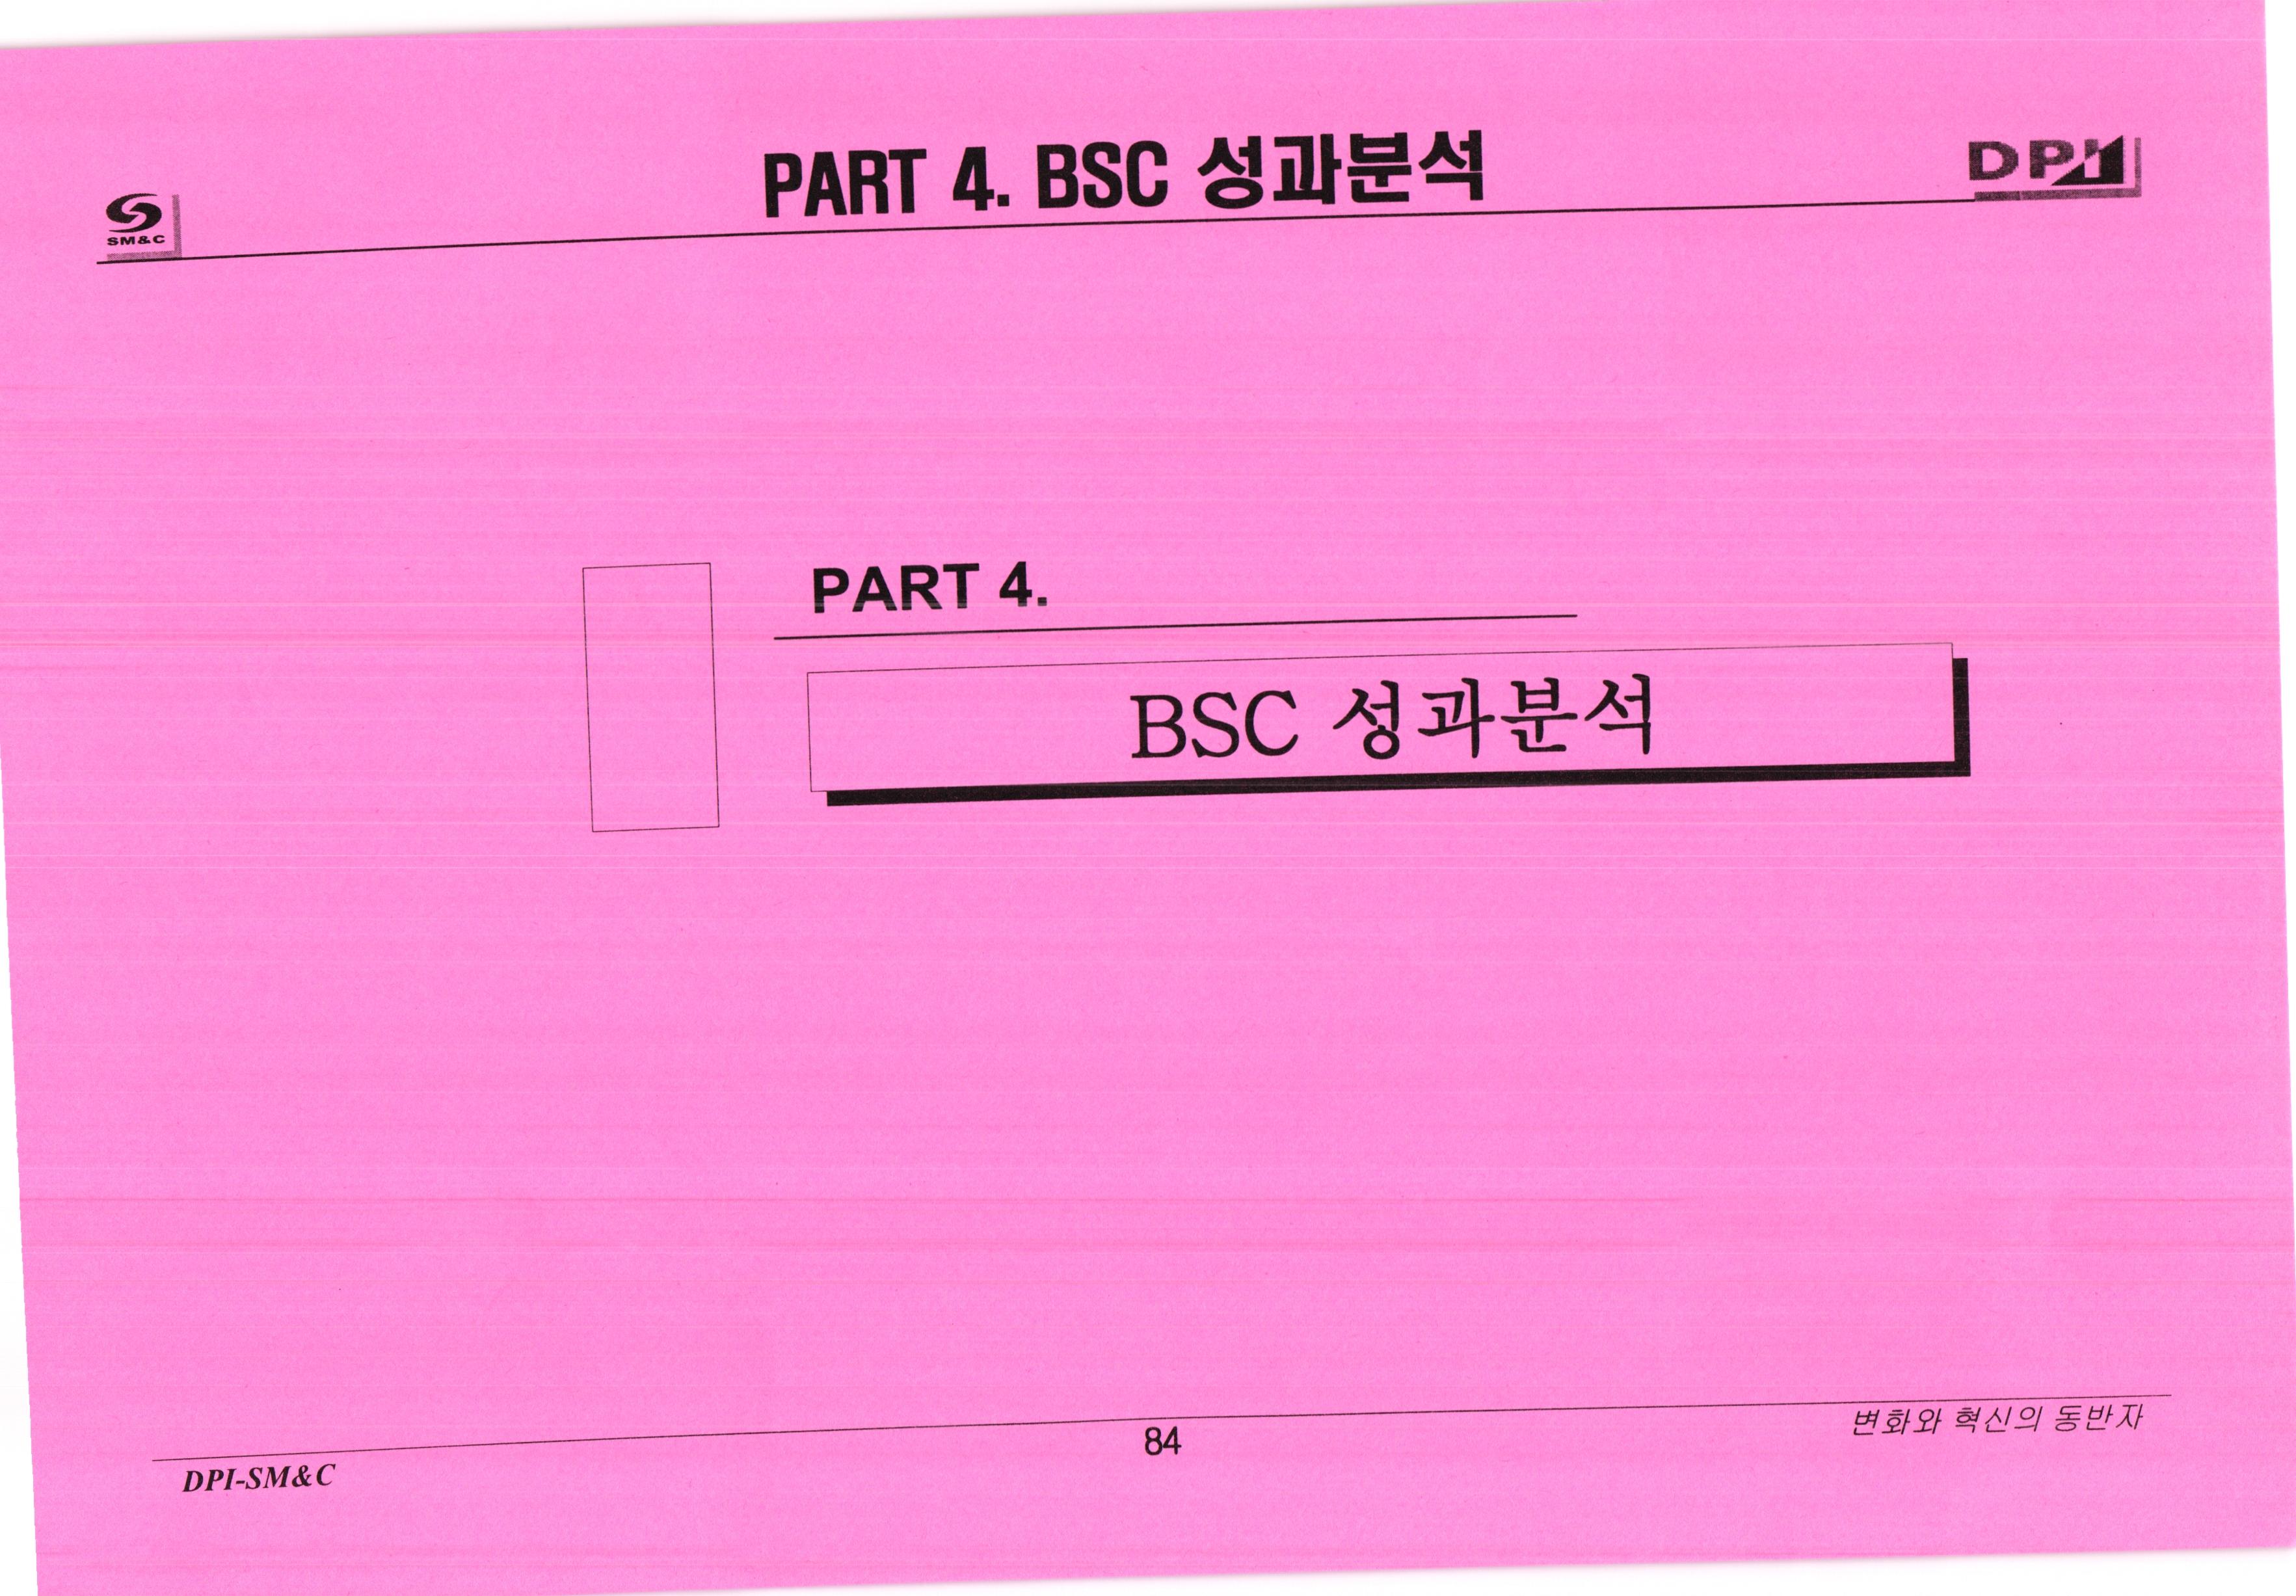 PART 4. BSC 성과분석
DPI
SM&C
PART 4.
BSC 성과분석
84
변화와 혁신의 동반자
DPI-SM&C